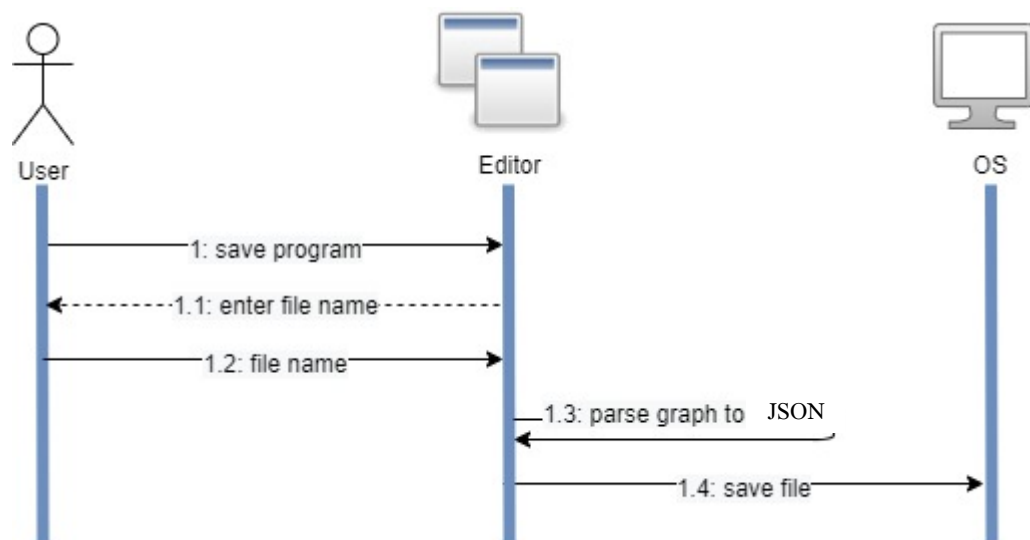 User
Editor
OS
1: save program
1.1: enter file name
1.2: file name
1.3: parse graph to JSON
1.4: save file